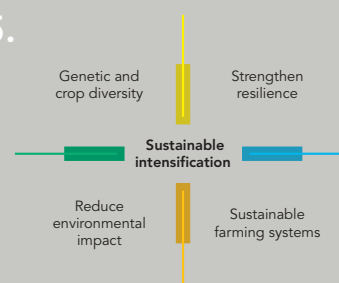 Genetic and
crop diversity
Strengthen
resilience
Sustainable
intensification
Reduce
environmental
impact
Sustainable
farming systems